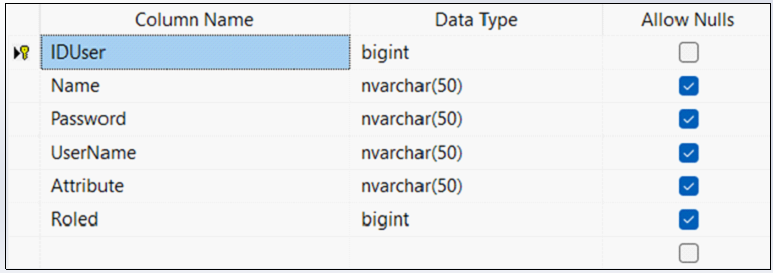 Column Name Data Type Allow Nulls
IDUser bigint
Name nvarchar(50)
Password nvarchar(50)
UserName nvarchar(50)
Attribute nvarchar(50)
Roled bigint